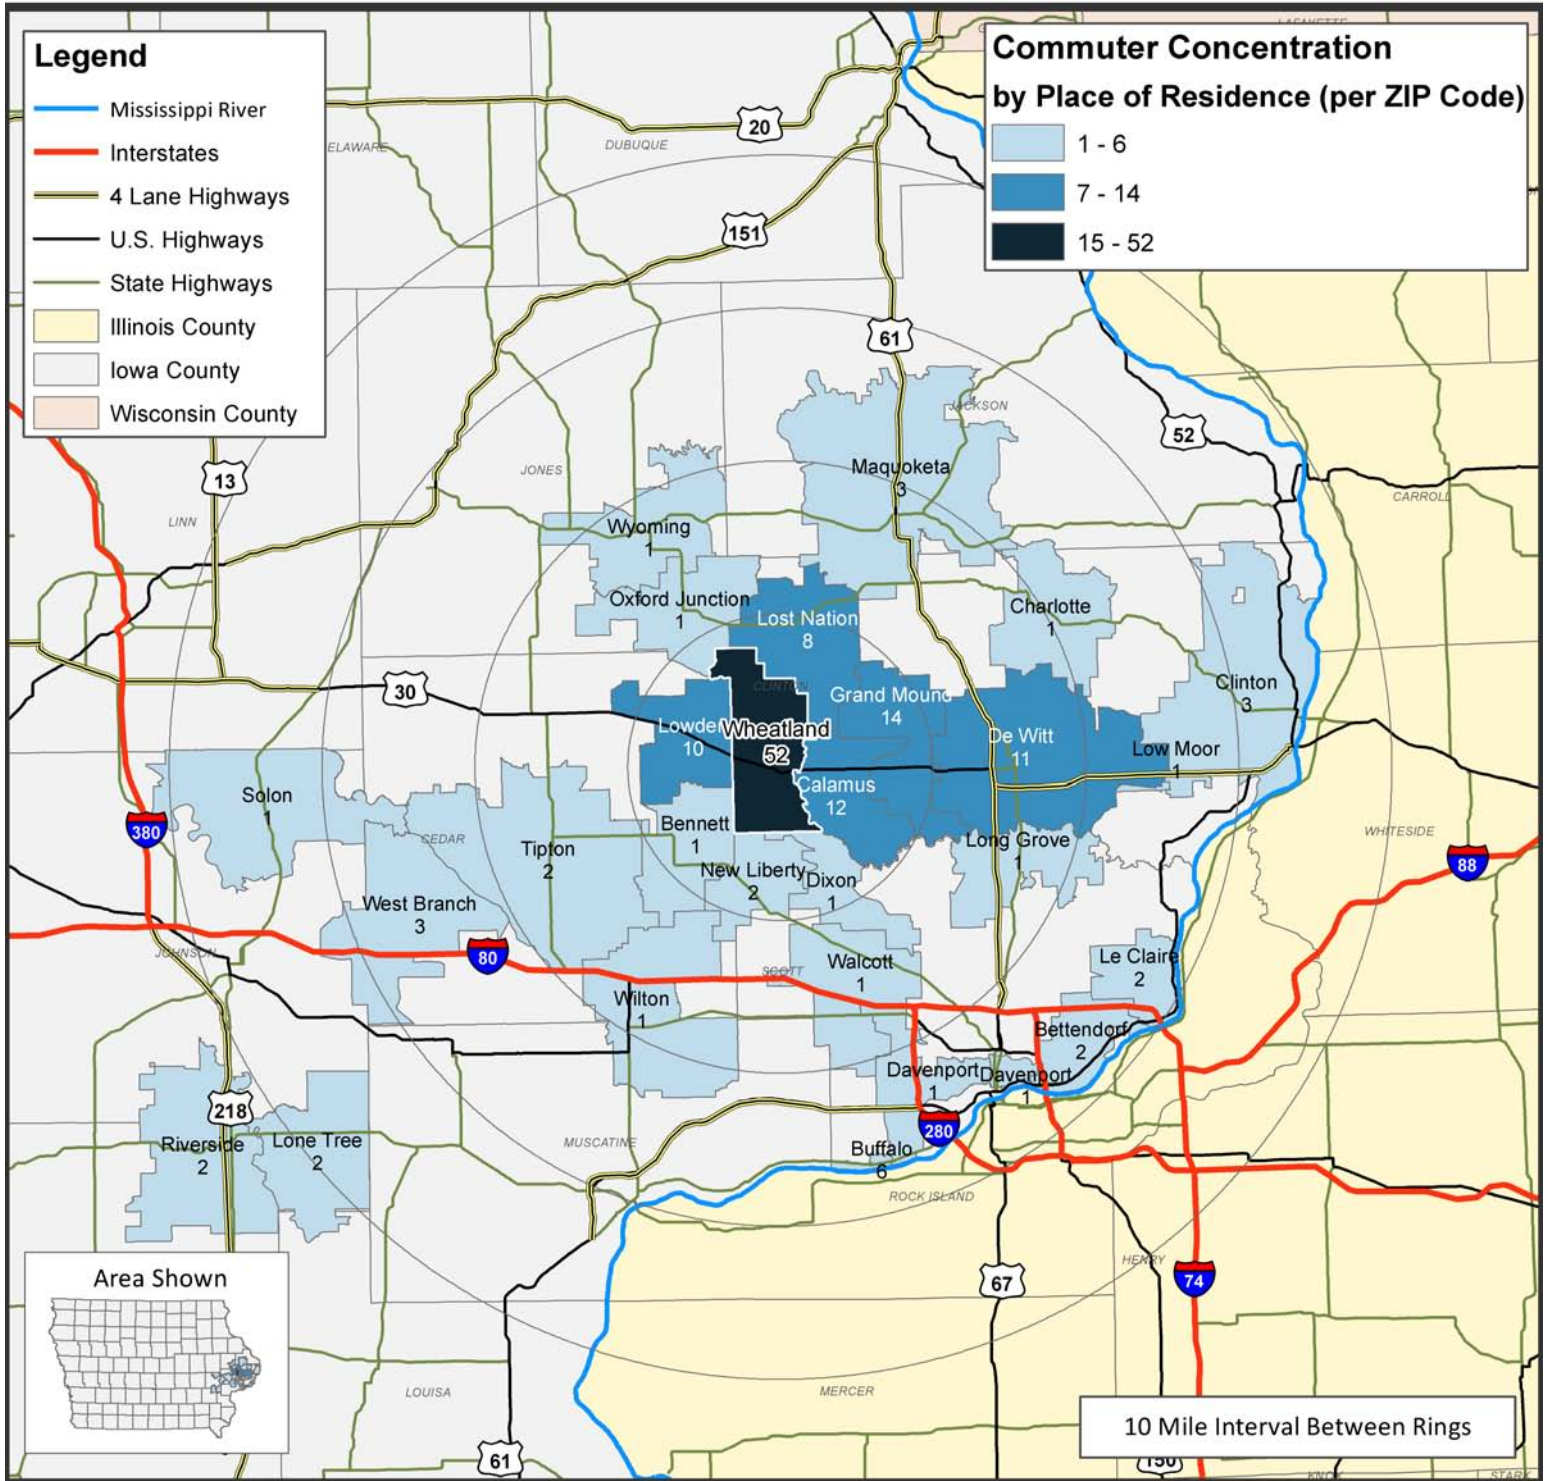 Legend
Mississippi River
Interstates
4 Lane Highways
U.S. Highways
State Highways
Illinois County
Iowa County
Wisconsin County
Commuter Concentration
by Place of Residence (per ZIP Code)
1 - 6
7 - 14
15 - 52
20
ELAWARE
DUBUQUE
151
61
JACKSON
52
13
JONES
Maquoketa
3
CARROLL
LINN
Wyoming
1
Oxford Junction
1
Lost Nation
8
Charlotte
1
30
CLINTON
Grand Mound
14
Clinton
3
Lowden
10
Wheatland
52
De Witt
11
Low Moor
1
Calamus
12
Solon
1
380
CEDAR
Tipton
2
Bennett
1
Long Grove
1
WHITESIDE
88
New Liberty
2
Dixon
1
West Branch
3
JOHNSON
80
SCOTT
Walcott
1
Le Claire
2
Wilton
1
Bettendorf
2
Davenport
1
Davenport
1
218
280
Riverside
2
Lone Tree
2
MUSCATINE
Buffalo
6
ROCK ISLAND
HENRY
67
74
Area Shown
LOUISA
MERCER
10 Mile Interval Between Rings
61
150
KNOX
STARK